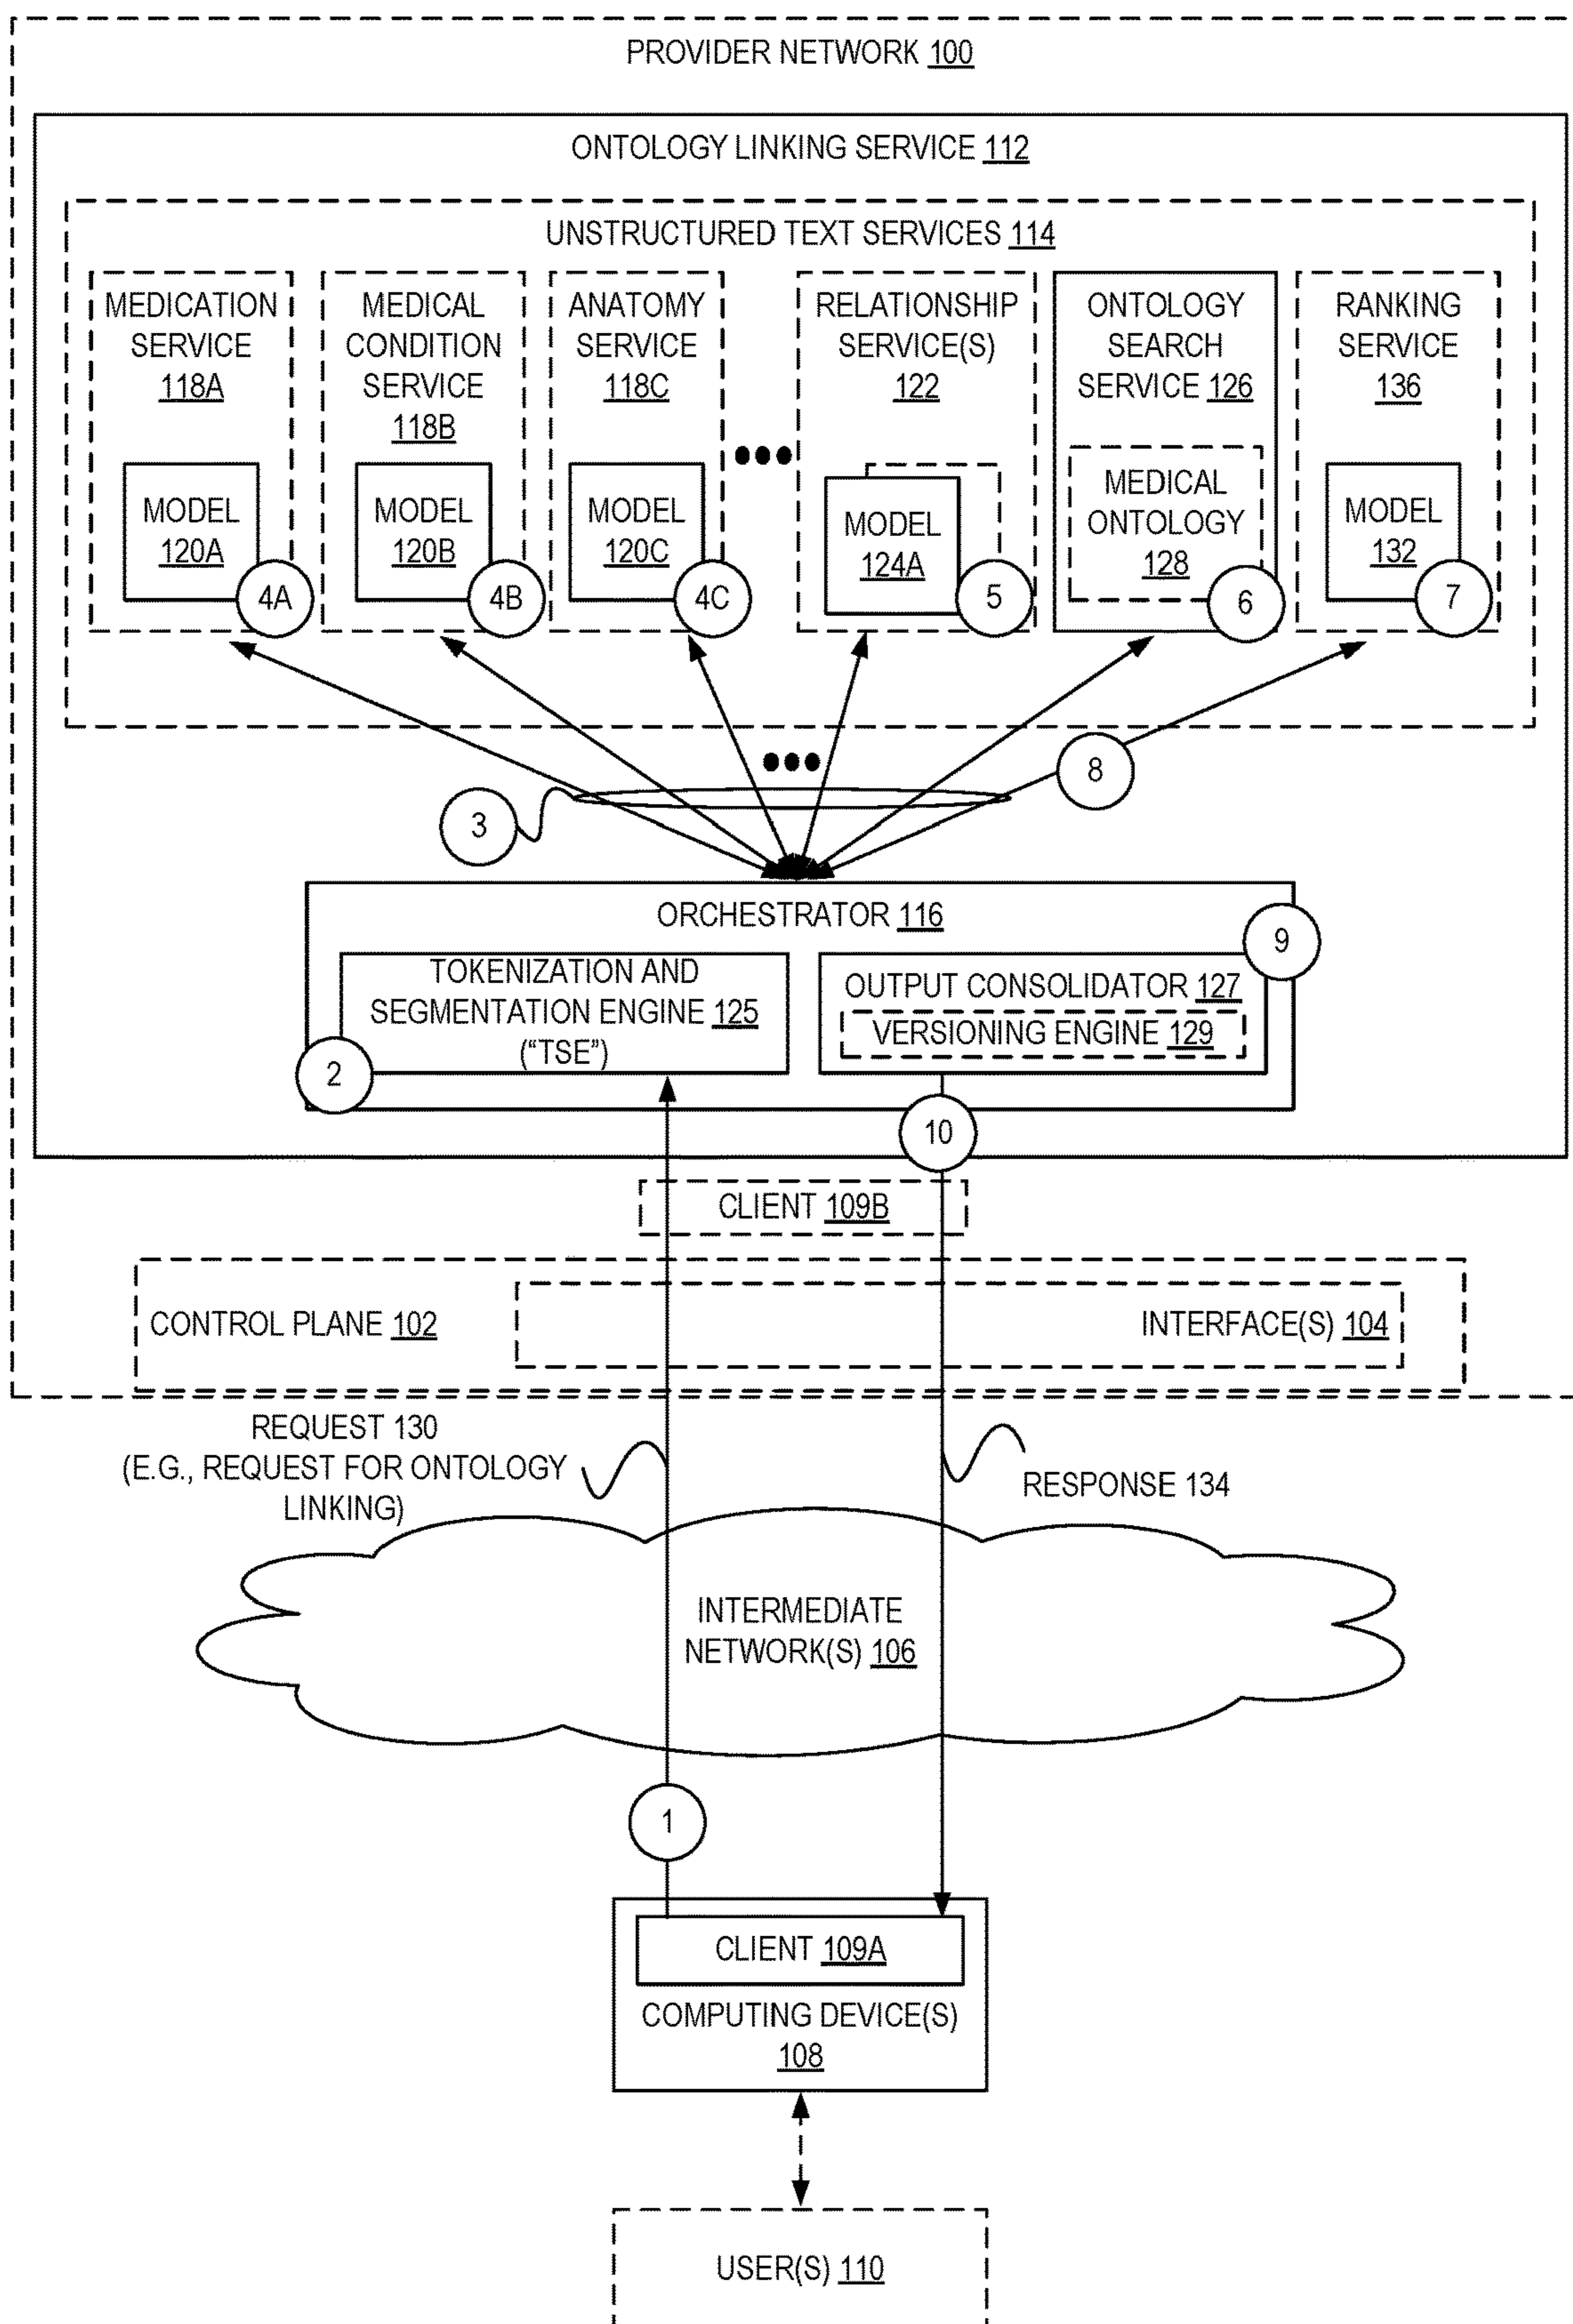 PROVIDER NETWORK 100
ONTOLOGY LINKING SERVICE 112
UNSTRUCTURED TEXT SERVICES 114
MEDICATION
SERVICE
118A
MODEL
120A
4A
MEDICAL
CONDITION
SERVICE
118B
MODEL
120B
4B
ANATOMY
SERVICE
118C
MODEL
120C
4C
RELATIONSHIP
SERVICE(S)
122
MODEL
124A
5
ONTOLOGY
SEARCH
SERVICE 126
MEDICAL
ONTOLOGY
128
6
RANKING
SERVICE
136
MODEL
132
7
8
3
ORCHESTRATOR 116
9
TOKENIZATION AND
SEGMENTATION ENGINE 125
(“TSE”)
2
OUTPUT CONSOLIDATOR 127
VERSIONING ENGINE 129
10
CLIENT 109B
CONTROL PLANE 102
INTERFACE(S) 104
REQUEST 130
(E.G., REQUEST FOR ONTOLOGY
LINKING)
RESPONSE 134
INTERMEDIATE
NETWORK(S) 106
1
CLIENT 109A
COMPUTING DEVICE(S)
108
USER(S) 110